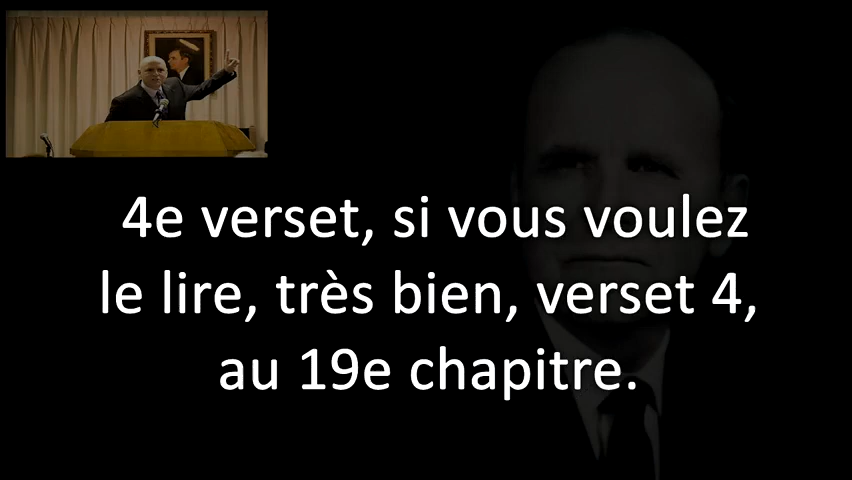 4e verset, si vous voulez
le lire, très bien, verset 4,
au 19e chapitre.